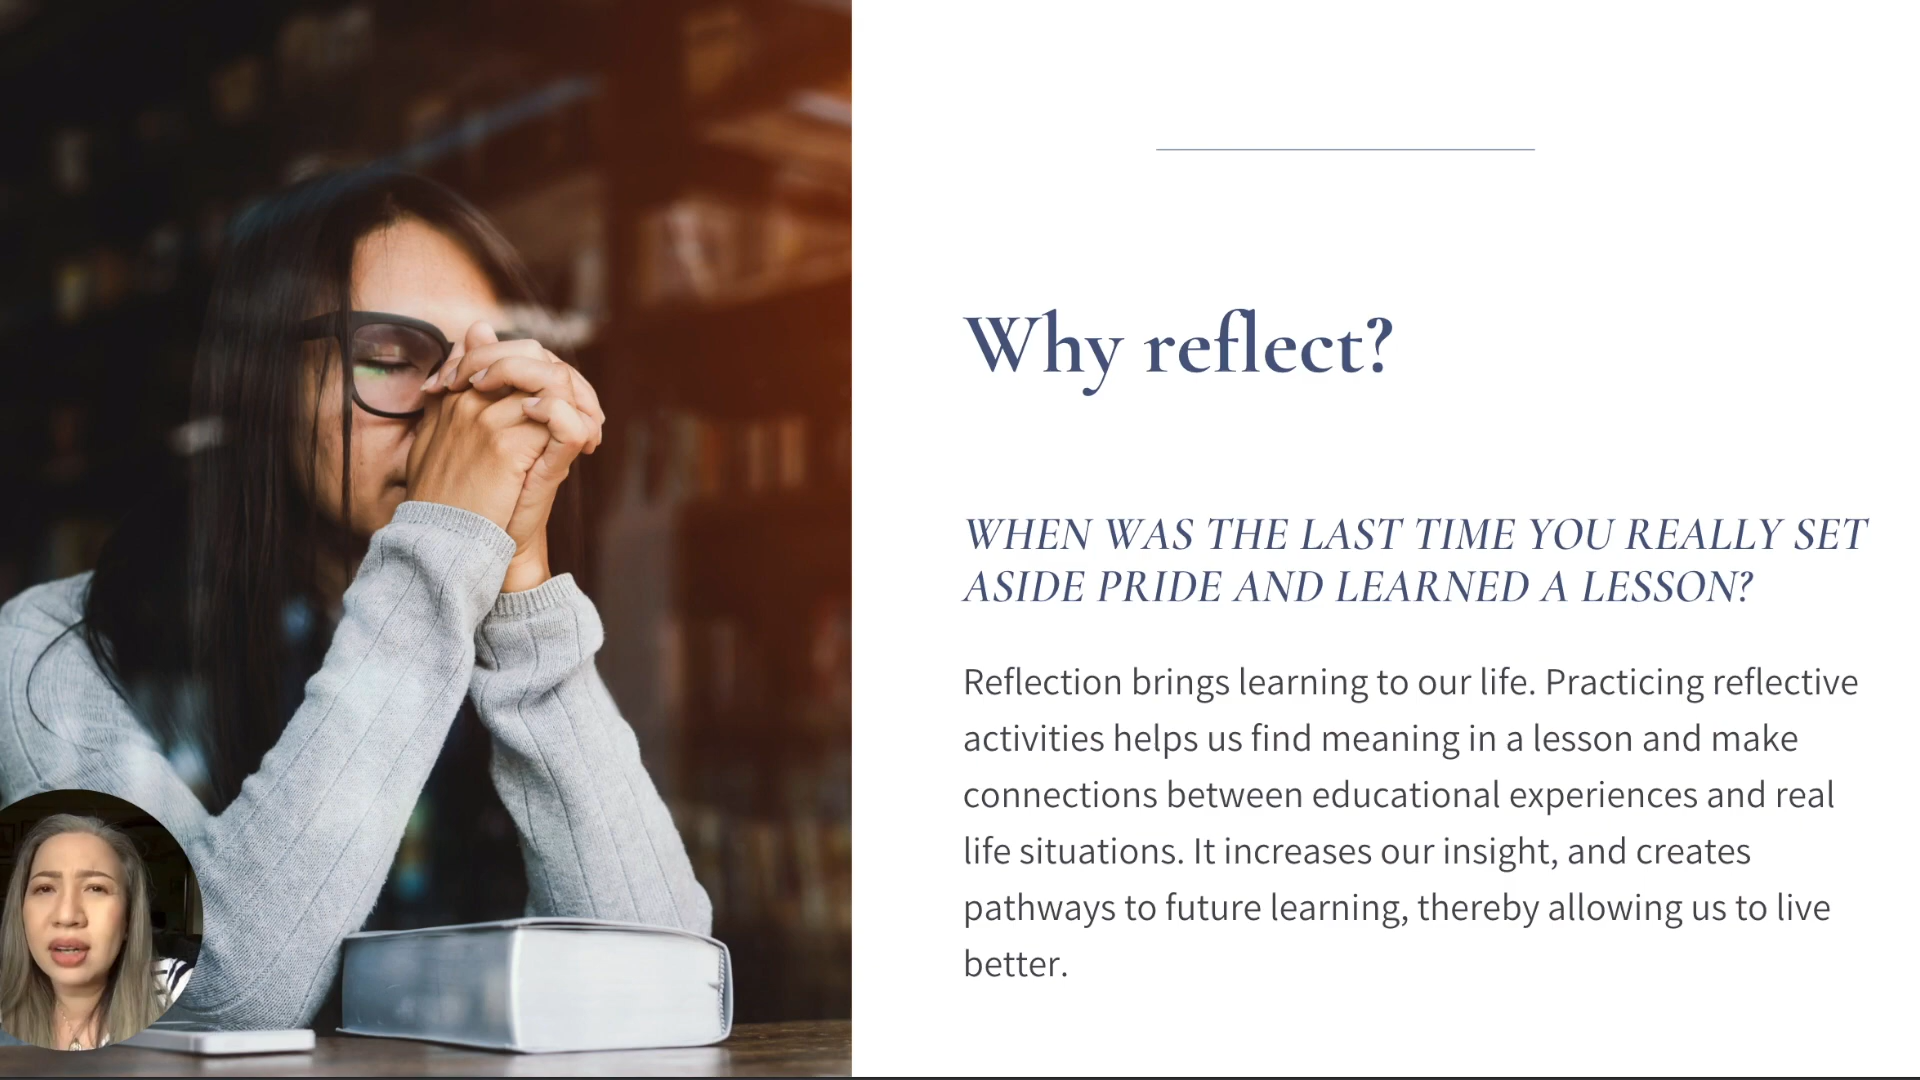 Why reflect?
WHEN WAS THE LAST TIME YOU REALLY SET
ASIDE PRIDE AND LEARNED A LESSON?
Reflection brings learning to our life. Practicing reflective
activities helps us find meaning in a lesson and make
connections between educational experiences and real
life situations. It increases our insight, and creates
pathways to future learning, thereby allowing us to live
better.